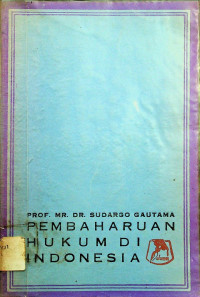 PROF. MR. DR. SUDARGO GAUTAMA
PEMBAHARUAN
HUKUM DI
INDONESIA